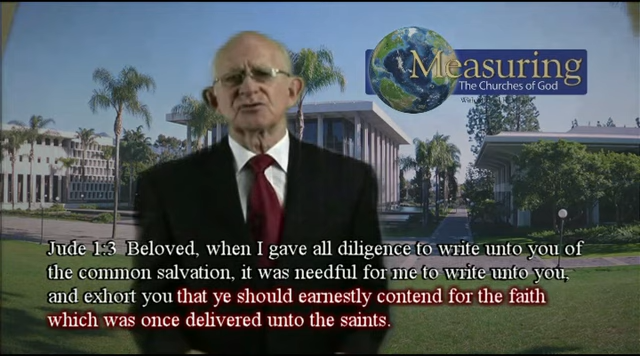 Measuring
The Churches of God
Jude 1:3  Beloved, when I gave all diligence to write unto you of
the common salvation, it was needful for me to write unto you,
and exhort you that ye should earnestly contend for the faith
which was once delivered unto the saints.